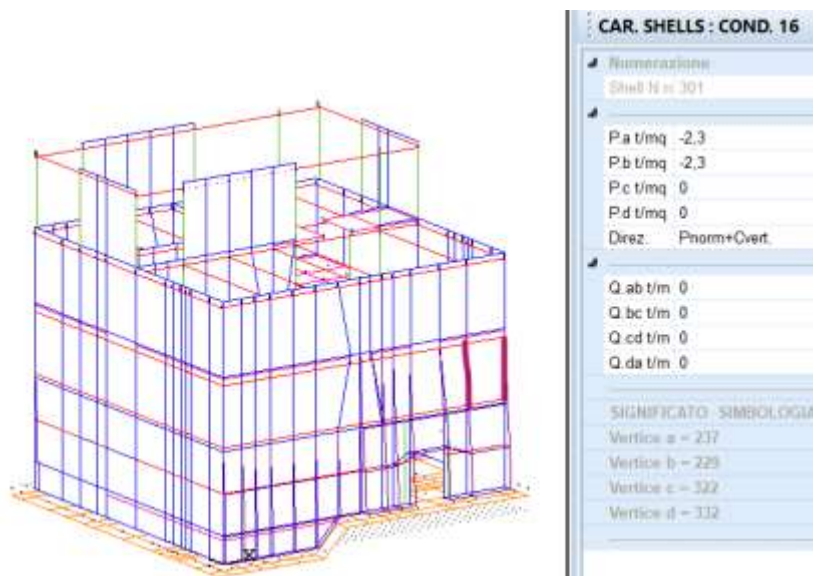 CAR. SHELLS : COND. 16
Numerazione
Shell N.ro 301
P.a t/mq -2,3
P.b t/mq -2,3
P.c t/mq 0
P.d t/mq 0
Direz. Pnorm+Cvert.
Q.ab t/m 0
Q.bc t/m 0
Q.cd t/m 0
Q.da t/m 0
SIGNIFICATO SIMBOLOGIA
Vertice a = 237
Vertice b = 229
Vertice c = 322
Vertice d = 332